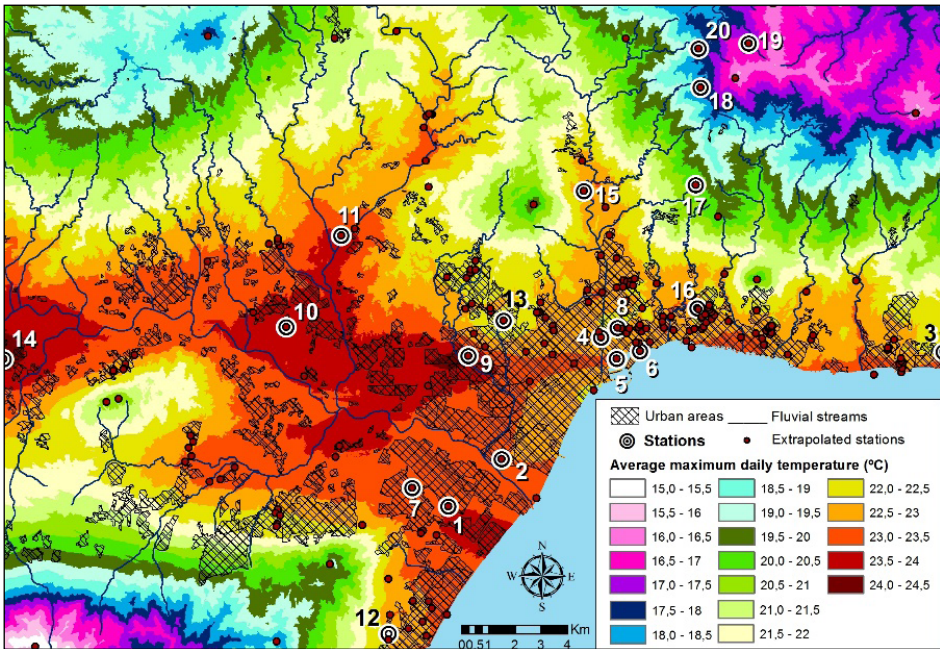 20
19
18
15
17
11
16
10
13
8
4
3
14
9
5
6
2
7
1
12
N
W E
S
Km
00.51 2 3 4
Urban areas Fluvial streams
Stations Extrapolated stations
Average maximum daily temperature (ºC)
15,0 - 15,5 18,5 - 19 22,0 - 22,5
15,5 - 16 19,0 - 19,5 22,5 - 23
16,0 - 16,5 19,5 - 20 23,0 - 23,5
16,5 - 17 20,0 - 20,5 23,5 - 24
17,0 - 17,5 20,5 - 21 24,0 - 24,5
17,5 - 18 21,0 - 21,5
18,0 - 18,5 21,5 - 22